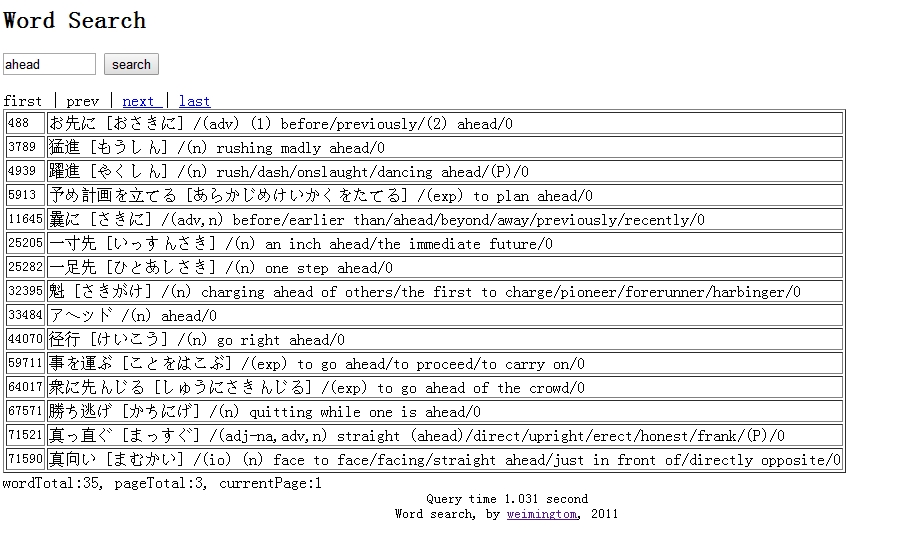 Word Search
ahead search
first | prev | next | last
488 お先に [おさきに] /(adv) (1) before/previously/(2) ahead/0
3789 猛進 [もうしん] /(n) rushing madly ahead/0
4939 躍進 [やくしん] /(n) rush/dash/onslaught/dancing ahead/(P)/0
5913 予め計画を立てる [あらかじめけいかくをたてる] /(exp) to plan ahead/0
11645 曩に [さきに] /(adv,n) before/earlier than/ahead/beyond/away/previously/recently/0
25205 一寸先 [いっすんさき] /(n) an inch ahead/the immediate future/0
25282 一足先 [ひとあしさき] /(n) one step ahead/0
32395 魁 [さきがけ] /(n) charging ahead of others/the first to charge/pioneer/forerunner/harbinger/0
33484 アヘッド /(n) ahead/0
44070 径行 [けいこう] /(n) go right ahead/0
59711 事を運ぶ [ことをはこぶ] /(exp) to go ahead/to proceed/to carry on/0
64017 衆に先んじる [しゅうにさきんじる] /(exp) to go ahead of the crowd/0
67571 勝ち逃げ [かちにげ] /(n) quitting while one is ahead/0
71521 真っ直ぐ [まっすぐ] /(adj-na,adv,n) straight (ahead)/direct/upright/erect/honest/frank/(P)/0
71590 真向い [まむかい] /(io) (n) face to face/facing/straight ahead/just in front of/directly opposite/0
wordTotal:35, pageTotal:3, currentPage:1
Query time 1.031 second
Word search, by weimingtom, 2011